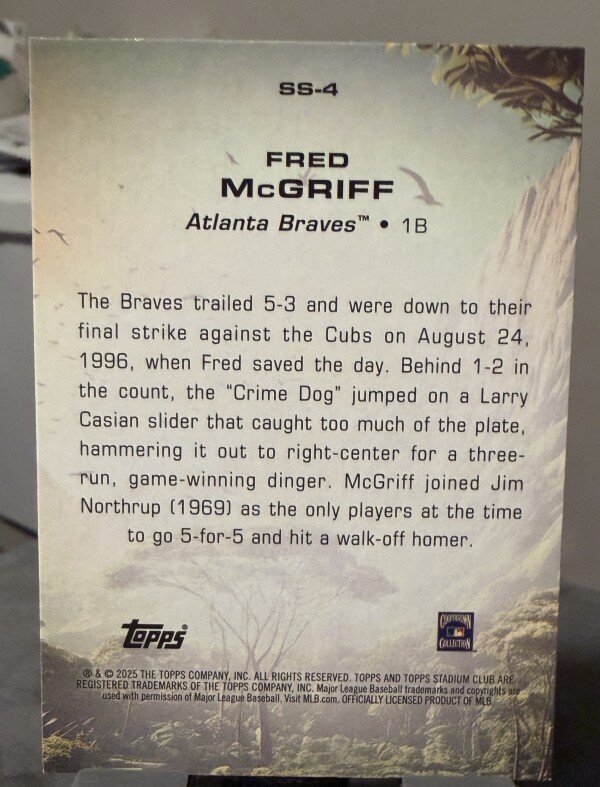 SS-4
FRED
McGRIFF
Atlanta Braves™ • 1B
The Braves trailed 5-3 and were down to their
final strike against the Cubs on August 24,
1996, when Fred saved the day. Behind 1-2 in
the count, the "Crime Dog" jumped on a Larry
Casian slider that caught too much of the plate,
hammering it out to right-center for a three-
run, game-winning dinger. McGriff joined Jim
Northrup (1969) as the only players at the time
to go 5-for-5 and hit a walk-off homer.
Topps®
COOPERSTOWN
COLLECTION
® & © 2025 THE TOPPS COMPANY, INC. ALL RIGHTS RESERVED. TOPPS AND TOPPS STADIUM CLUB ARE
REGISTERED TRADEMARKS OF THE TOPPS COMPANY, INC. Major League Baseball trademarks and copyrights are
used with permission of Major League Baseball. Visit MLB.com. OFFICIALLY LICENSED PRODUCT OF MLB